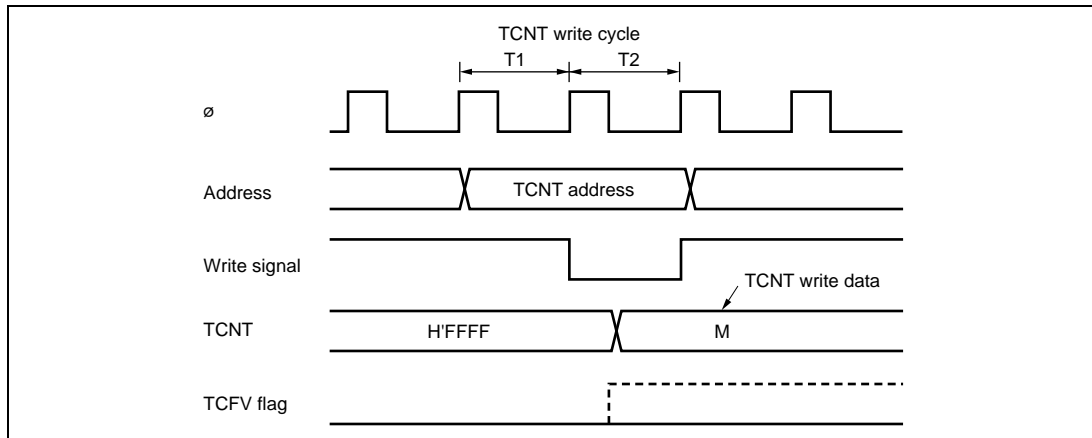 TCNT write cycle
T1 T2
ø
Address TCNT address
Write signal
TCNT write data
TCNT H'FFFF M
TCFV flag